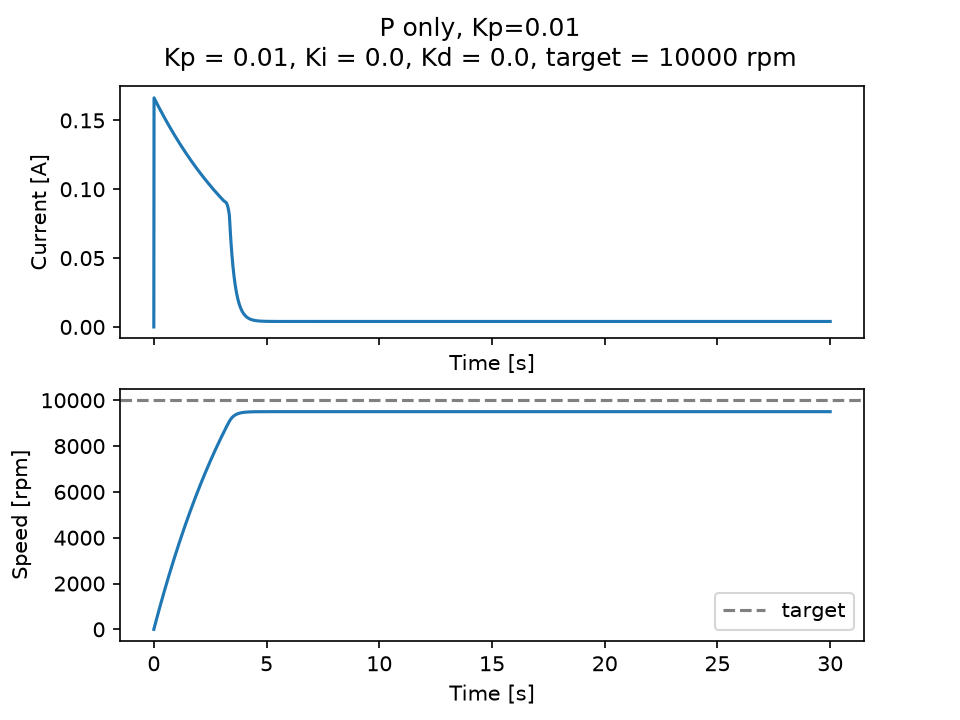 P only, Kp=0.01
Kp = 0.01, Ki = 0.0, Kd = 0.0, target = 10000 rpm
Current [A]
0.15
0.10
0.05
0.00
Time [s]
Speed [rpm]
10000
8000
6000
4000
2000
0
target
0 5 10 15 20 25 30
Time [s]